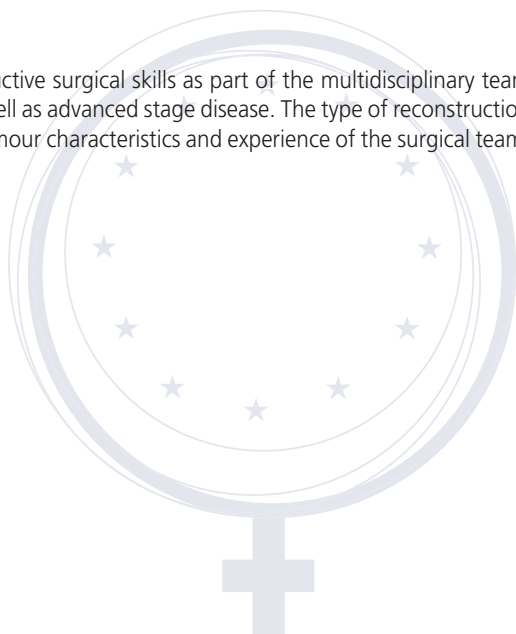 ctive surgical skills as part of the multidisciplinary tear
ell as advanced stage disease. The type of reconstructio
nour characteristics and experience of the surgical team